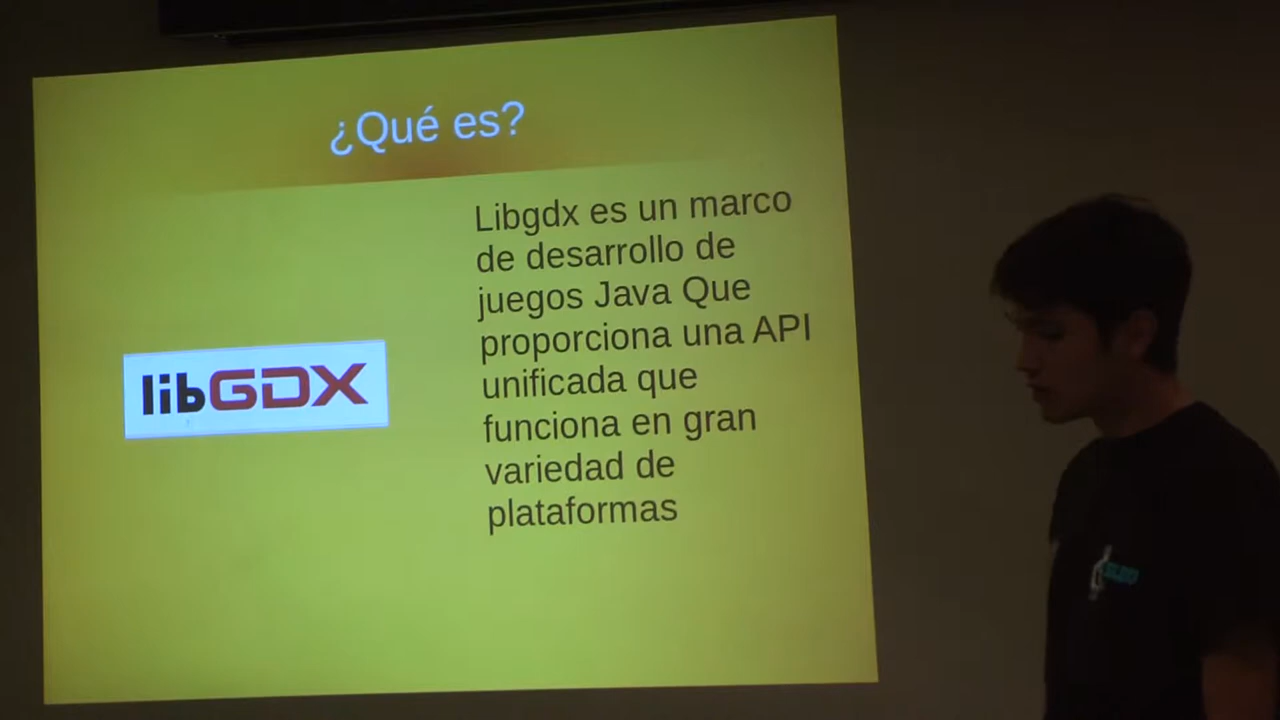 ¿Qué es?
libGDX
Libgdx es un marco
de desarrollo de
juegos Java Que
proporciona una API
unificada que
funciona en gran
variedad de
plataformas